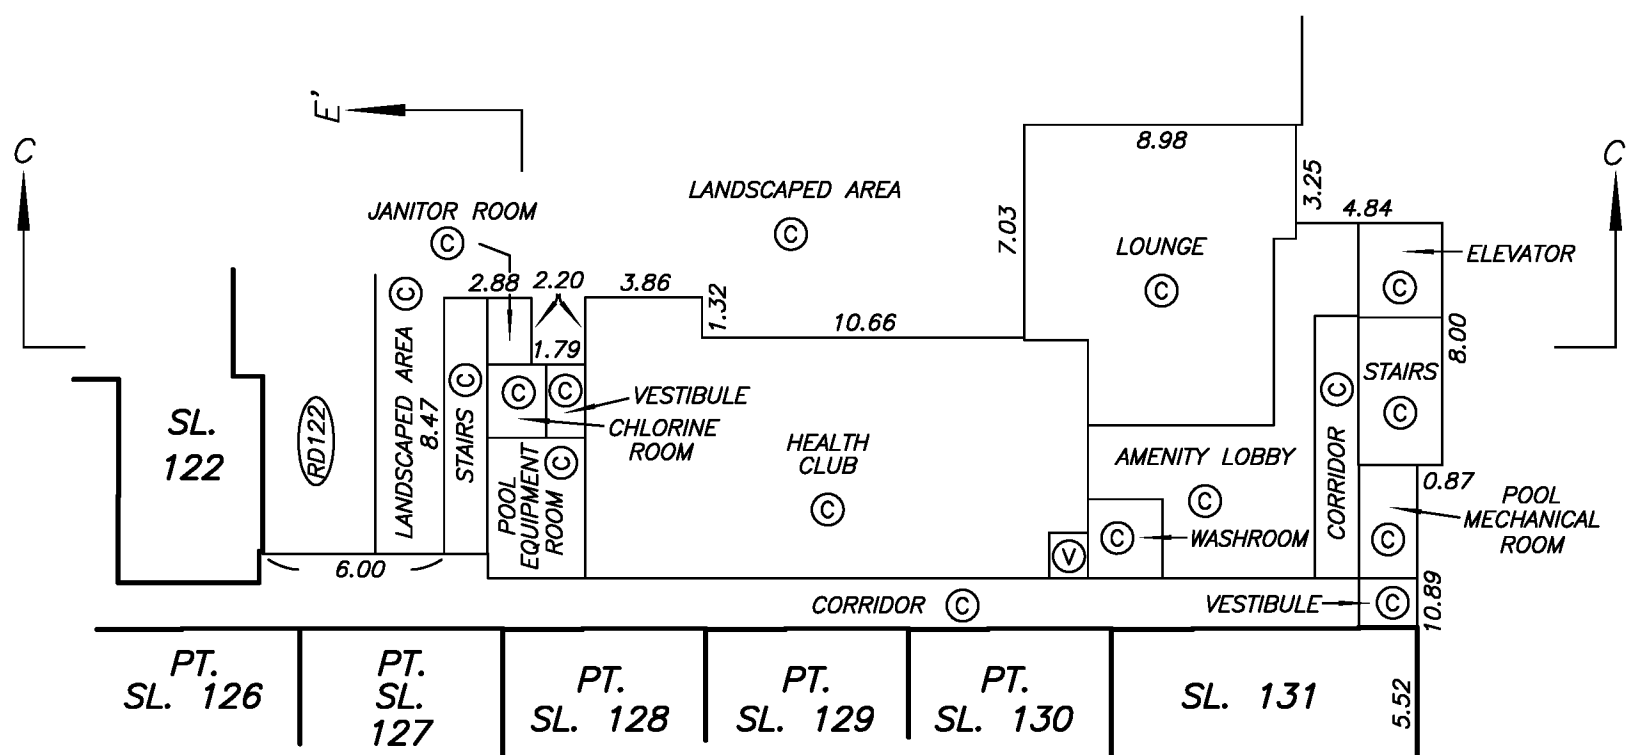 E'
C
C
8.98
3.25
LANDSCAPED AREA
C
JANITOR ROOM
C
4.84
7.03
LOUNGE
C
ELEVATOR
C
2.88
2.20
3.86
1.32
10.66
1.79
8.00
LANDSCAPED AREA C
8.47
STAIRS C
C
C
VESTIBULE
CHLORINE
ROOM
STAIRS
C
SL.
122
RD122
HEALTH
CLUB
C
AMENITY LOBBY
C
CORRIDOR C
POOL
EQUIPMENT
ROOM C
0.87
POOL
MECHANICAL
ROOM
C
C
WASHROOM
V
6.00
CORRIDOR C
VESTIBULE
C
10.89
PT.
SL. 126
PT.
SL.
127
PT.
SL. 128
PT.
SL. 129
PT.
SL. 130
SL. 131
5.52